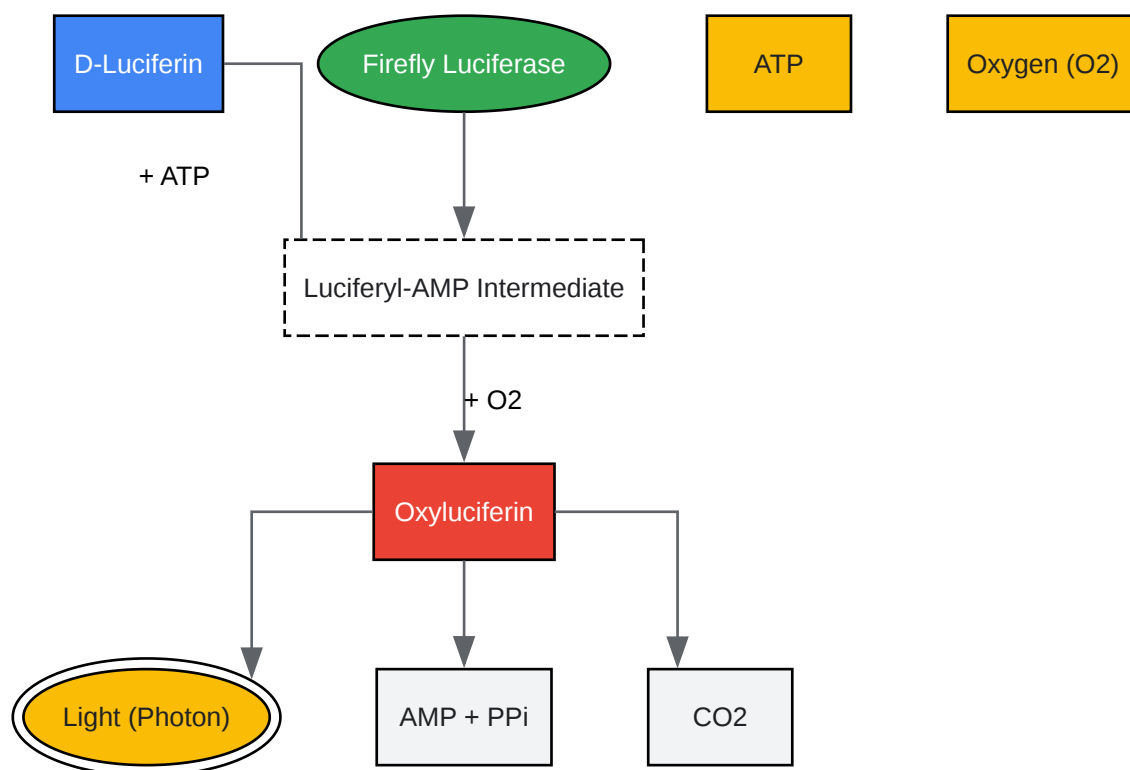 D-Luciferin
Firefly Luciferase
ATP
Oxygen (O2)
+ ATP
Luciferyl-AMP Intermediate
+ O2
Oxyluciferin
Light (Photon)
AMP + PPi
CO2